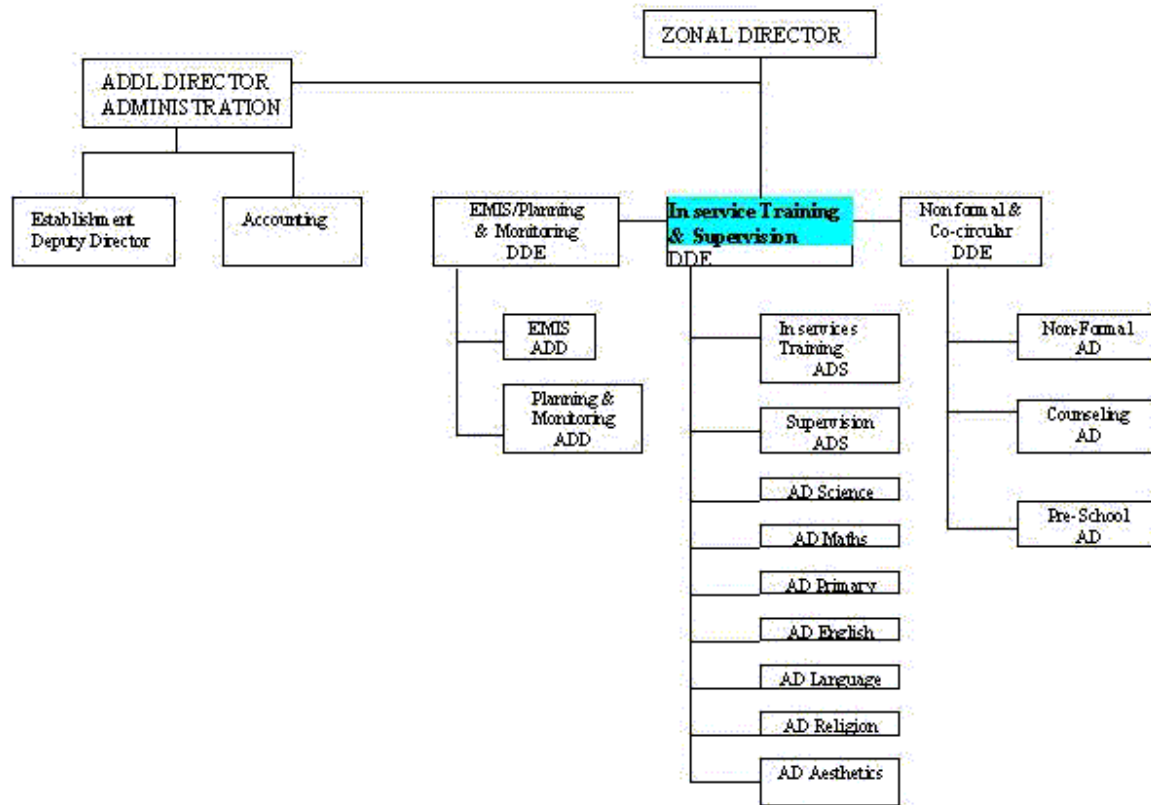 ZONAL DIRECTOR
ADDL DIRECTOR
ADMINISTRATION
Establishment
Deputy Director
Accounting
EMIS/Planning
& Monitoring
DDE
In service Training
& Supervision
DDE
Nonformal &
Co-circular
DDE
EMIS
ADD
Planning &
Monitoring
ADD
In services
Training
ADS
Supervision
ADS
AD Science
AD Maths
AD Primary
AD English
AD Language
AD Religion
AD Aesthetics
Non-Formal
AD
Counseling
AD
Pre-School
AD